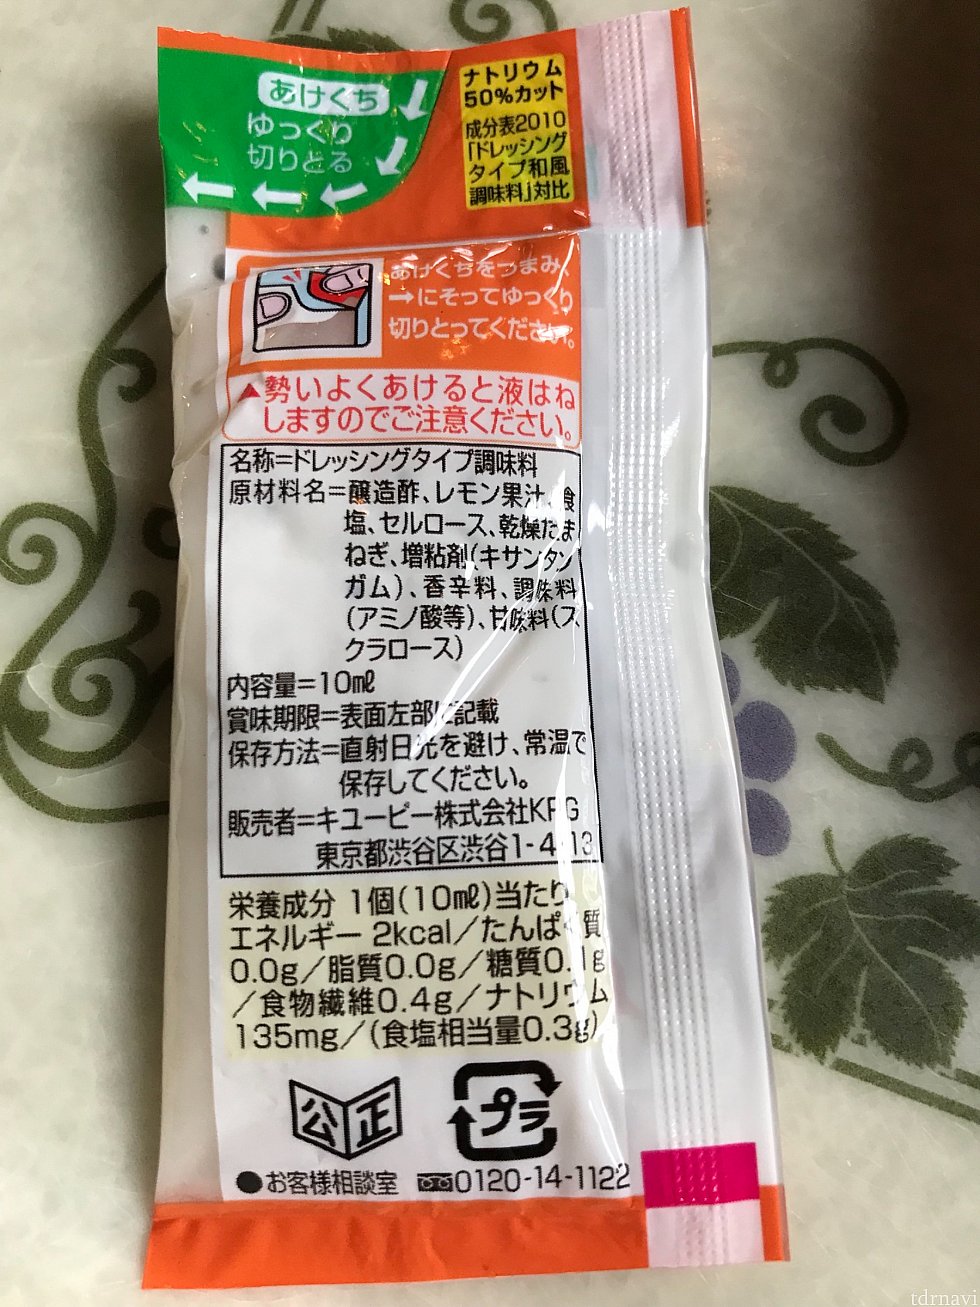 あけくち
ゆっくり
切りとる
ナトリウム
50%カット
成分表2010
「ドレッシング
タイプ和風
調味料」対比
あけくちをつまみ、
→にそってゆっくり
切りとってください。
▲勢いよくあけると液はね
しますのでご注意ください。
名称=ドレッシングタイプ調味料
原材料名=醸造酢、レモン果汁、食
塩、セルロース、乾燥たま
ねぎ、増粘剤(キサンタン
ガム)、香辛料、調味料
(アミノ酸等)、甘味料(ス
クラロース)
内容量=10㎖
賞味期限=表面左部に記載
保存方法=直射日光を避け、常温で
保存してください。
販売者=キユーピー株式会社KPG
東京都渋谷区渋谷1-4-13
栄養成分 1個(10㎖)当たり
エネルギー 2kcal/たんぱく質
0.0g/脂質0.0g/糖質0.1g
/食物繊維0.4g/ナトリウム
135mg/(食塩相当量0.3g)
公正
プラ
●お客様相談室 0120-14-1122
tdrnavi